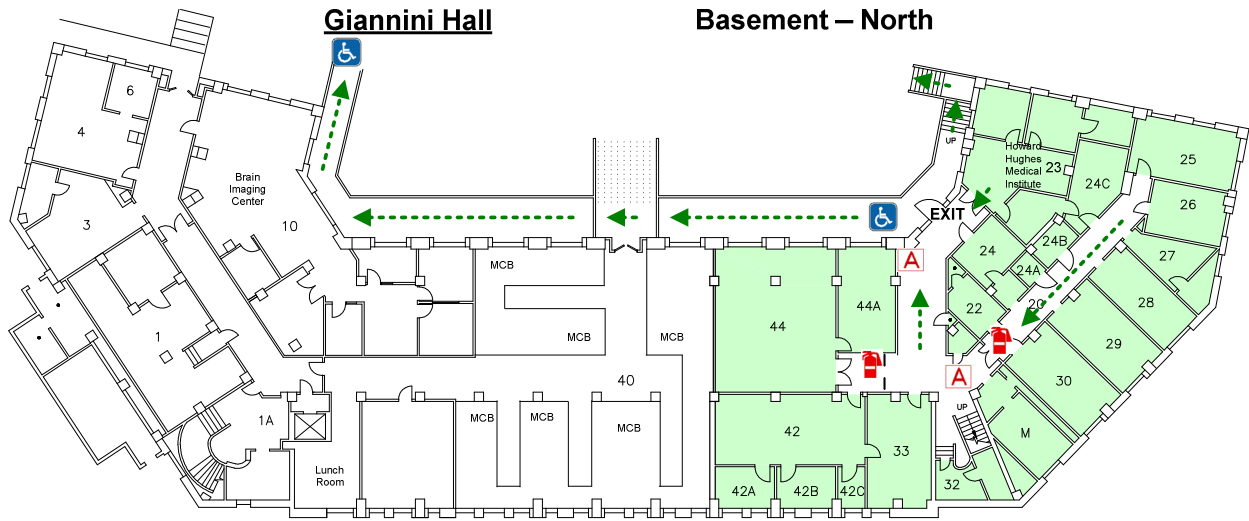 Giannini Hall
Basement – North
6
4
3
Brain
Imaging
Center
10
1
1A
Lunch
Room
MCB
MCB
MCB
40
MCB
MCB
MCB
44
44A
42
42A
42B
42C
33
32
UP
A
A
EXIT
UP
Howard
Hughes
Medical
Institute
23
24C
25
26
24
24B
24A
27
22
20
28
29
30
M